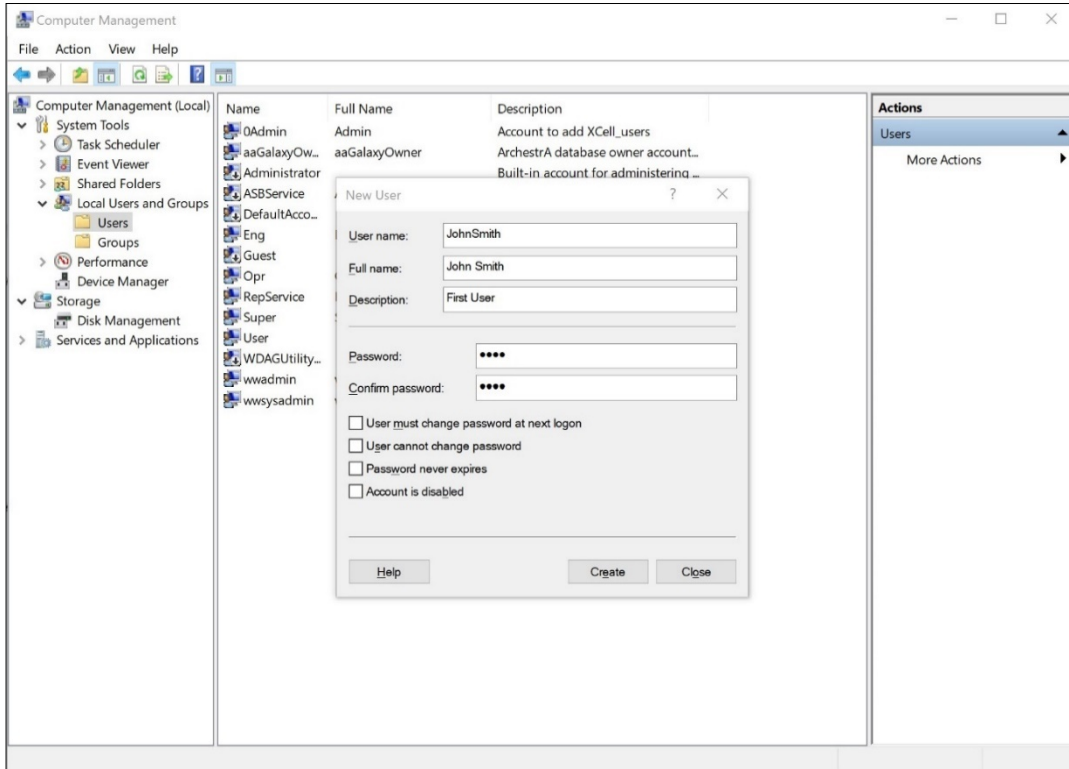 Computer Management
File Action View Help
Computer Management (Local)
System Tools
Task Scheduler
Event Viewer
Shared Folders
Local Users and Groups
Users
Groups
Performance
Device Manager
Storage
Disk Management
Services and Applications
Name Full Name Description
0Admin Admin Account to add XCell_users
aaGalaxyOw... aaGalaxyOwner ArchestrA database owner account...
Administrator Built-in account for administering ...
ASBService
DefaultAcco...
Eng
Guest
Opr
RepService
Super
User
WDAGUtility...
wwadmin
wwsysadmin
New User ?
User name: JohnSmith
Full name: John Smith
Description: First User
Password: ••••
Confirm password: ••••
User must change password at next logon
User cannot change password
Password never expires
Account is disabled
Help Create Close
Actions
Users
More Actions